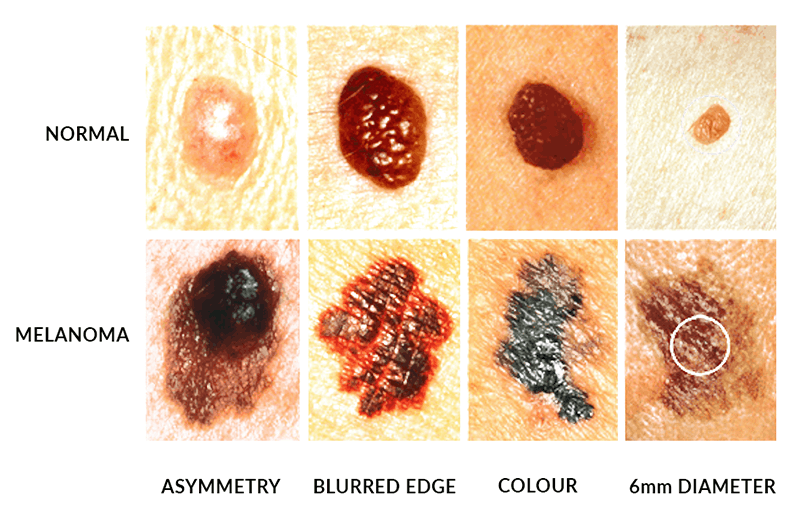 NORMAL
MELANOMA
ASYMMETRY
BLURRED EDGE
COLOUR
6mm DIAMETER